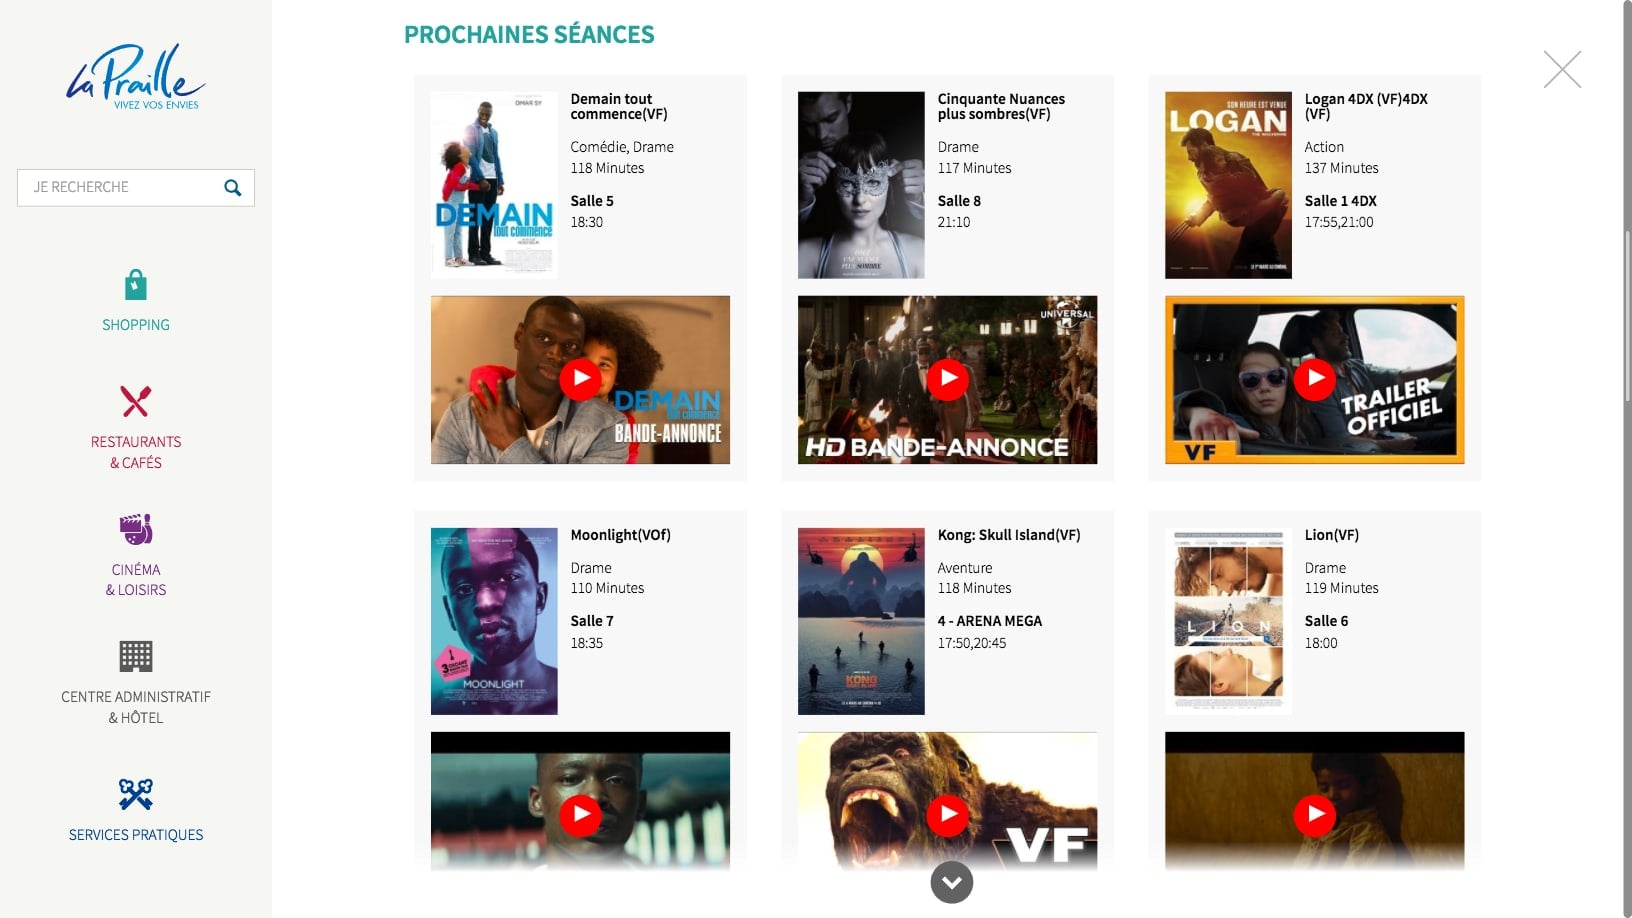 La Praille
VIVEZ VOS ENVIES
JE RECHERCHE
SHOPPING
RESTAURANTS
& CAFÉS
CINÉMA
& LOISIRS
CENTRE ADMINISTRATIF
& HÔTEL
SERVICES PRATIQUES
PROCHAINES SÉANCES
OMAR SY
DEMAIN
tout commence
Demain tout
commence(VF)
Comédie, Drame
118 Minutes
Salle 5
18:30
DEMAIN
tout commence
BANDE-ANNONCE
PLUS SOMBRES
Cinquante Nuances
plus sombres(VF)
Drame
117 Minutes
Salle 8
21:10
UNIVERSAL
HD BANDE-ANNONCE
SON HEURE EST VENUE
LOGAN
THE WOLVERINE
Logan 4DX (VF)4DX
(VF)
Action
137 Minutes
Salle 1 4DX
17:55,21:00
TRAILER
OFFICIEL
VF
3 OSCARS
MOONLIGHT
Moonlight(VOf)
Drame
110 Minutes
Salle 7
18:35
KONG
SKULL ISLAND
Kong: Skull Island(VF)
Aventure
118 Minutes
4 - ARENA MEGA
17:50,20:45
VF
LION
Lion(VF)
Drame
119 Minutes
Salle 6
18:00